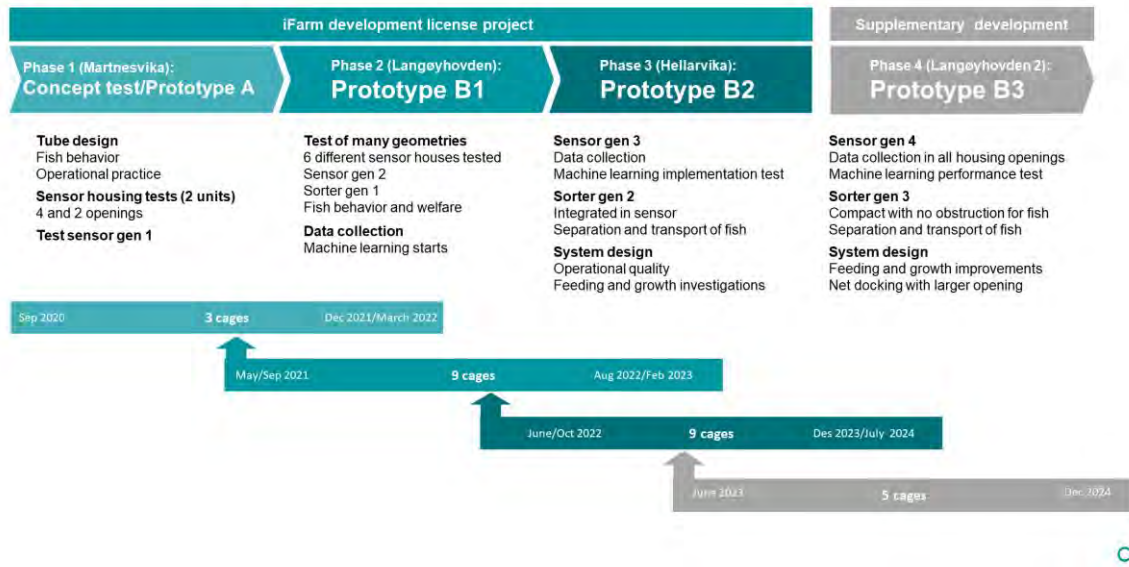 iFarm development license project
Supplementary development
Phase 1 (Martnesvika):
Concept test/Prototype A
Phase 2 (Langøyhovden):
Prototype B1
Phase 3 (Hellarvika):
Prototype B2
Phase 4 (Langøyhovden 2):
Prototype B3
Tube design
Fish behavior
Operational practice
Sensor housing tests (2 units)
4 and 2 openings
Test sensor gen 1
Test of many geometries
6 different sensor houses tested
Sensor gen 2
Sorter gen 1
Fish behavior and welfare
Data collection
Machine learning starts
Sensor gen 3
Data collection
Machine learning implementation test
Sorter gen 2
Integrated in sensor
Separation and transport of fish
System design
Operational quality
Feeding and growth investigations
Sensor gen 4
Data collection in all housing openings
Machine learning performance test
Sorter gen 3
Compact with no obstruction for fish
Separation and transport of fish
System design
Feeding and growth improvements
Net docking with larger opening
Sep 2020 3 cages Dec 2021/March 2022
May/Sep 2021 9 cages Aug 2022/Feb 2023
June/Oct 2022 9 cages Des 2023/July 2024
June 2023 5 cages Dec 2024